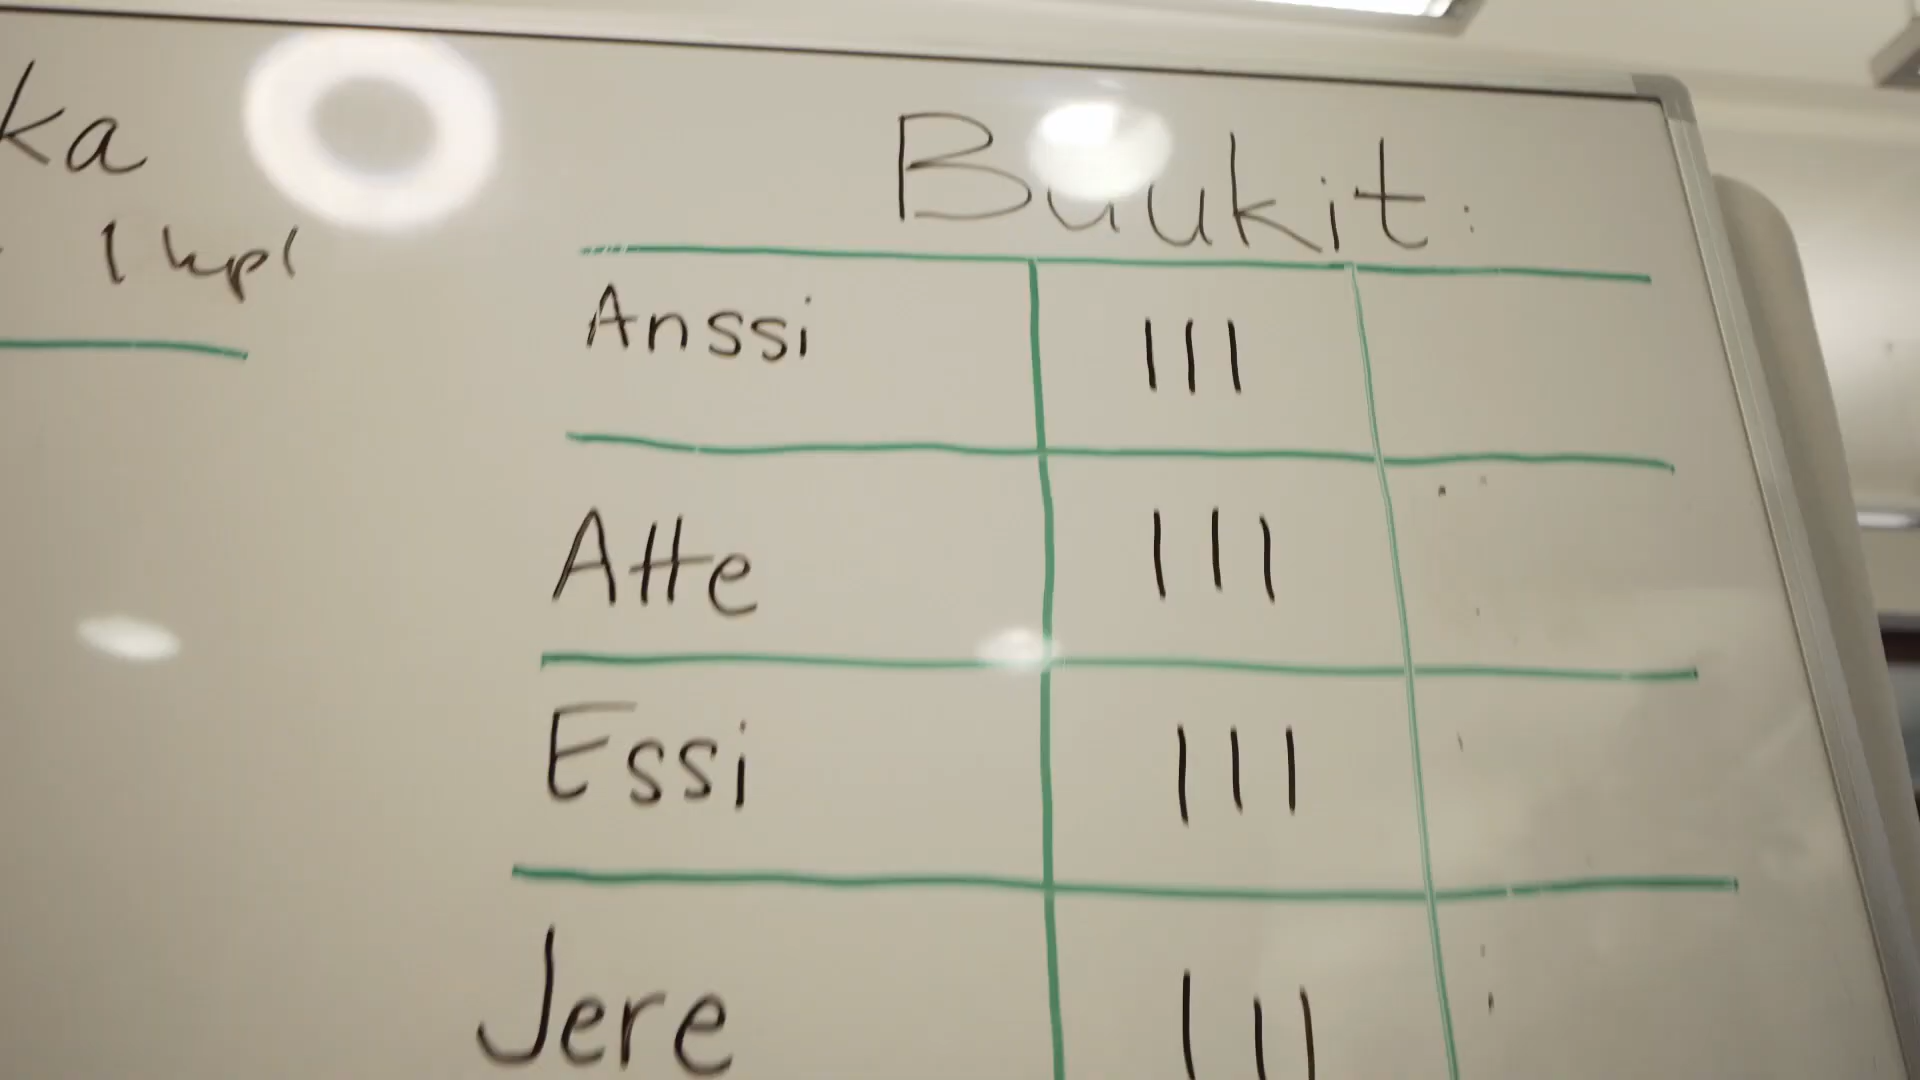 ka
1 kpl
Buukit:
Anssi III
Atte III
Essi III
Jere III